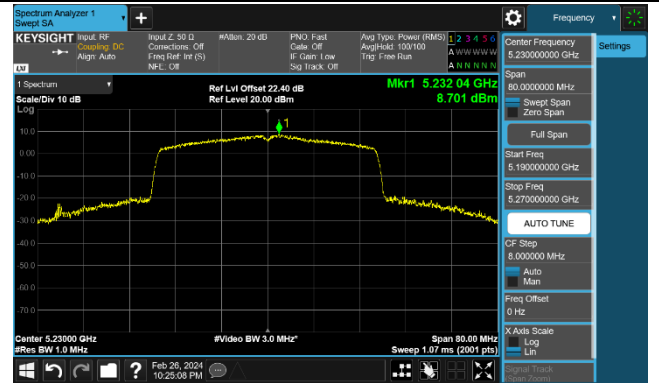 Spectrum Analyzer 1
Swept SA
Frequency
KEYSIGHT
Input: RF
Coupling: DC
Align: Auto
Input Z: 50 Ω
Corrections: Off
Freq Ref: Int (S)
NFE: Off
#Atten: 20 dB
PNO: Fast
Gate: Off
IF Gain: Low
Sig Track: Off
Avg Type: Power (RMS)
Avg|Hold: 100/100
Trig: Free Run
1 2 3 4 5 6
A W W W W W
A N N N N N
LXI
1 Spectrum
Scale/Div 10 dB
Log
Ref Lvl Offset 22.40 dB
Ref Level 20.00 dBm
Mkr1 5.232 04 GHz
8.701 dBm
1
10.0
0.00
-10.0
-20.0
-30.0
-40.0
-50.0
-60.0
-70.0
Center 5.23000 GHz
#Res BW 1.0 MHz
#Video BW 3.0 MHz*
Span 80.00 MHz
Sweep 1.07 ms (2001 pts)
Feb 26, 2024
10:25:08 PM
Center Frequency
5.230000000 GHz
Settings
Span
80.0000000 MHz
Swept Span
Zero Span
Full Span
Start Freq
5.190000000 GHz
Stop Freq
5.270000000 GHz
AUTO TUNE
CF Step
8.000000 MHz
Auto
Man
Freq Offset
0 Hz
X Axis Scale
Log
Lin
Signal Track
(Span Zoom)